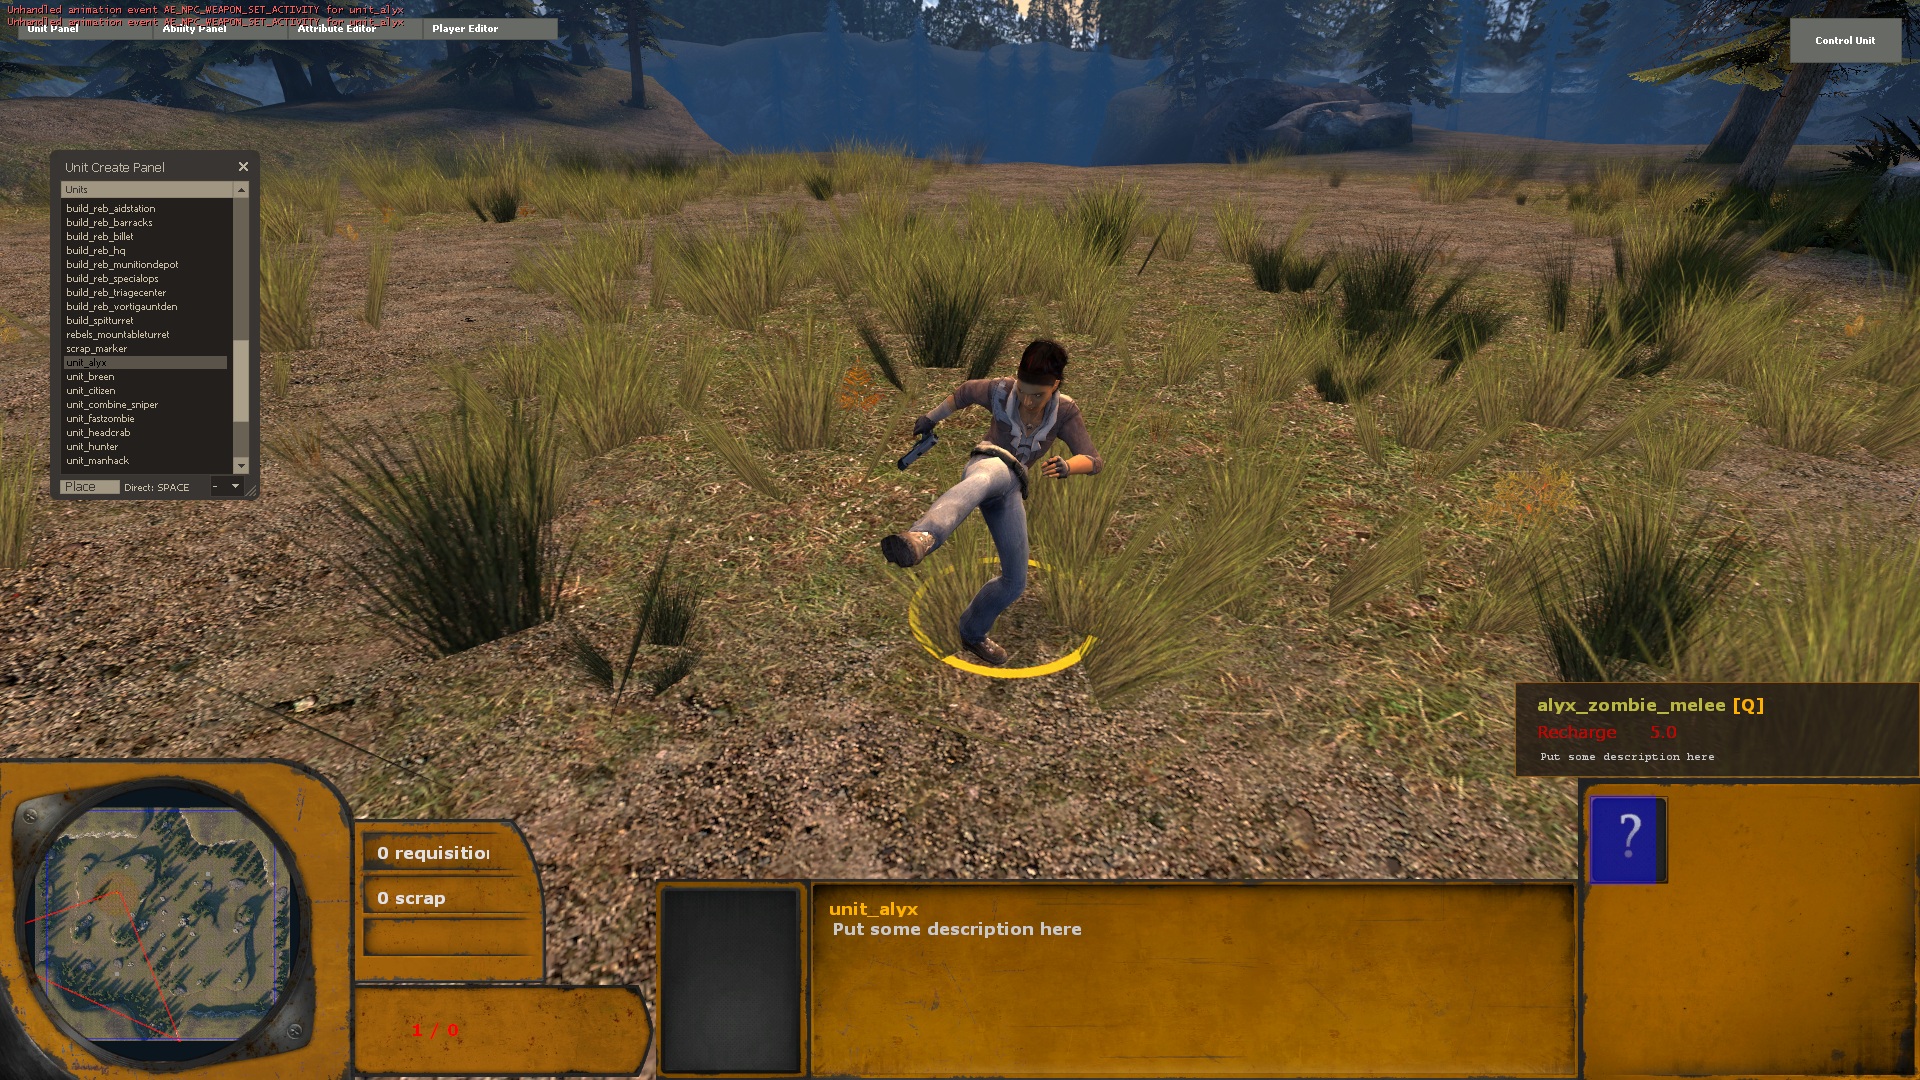 Unhandled animation event AE_NPC_WEAPON_SET_ACTIVITY for unit_alyx
Unhandled animation event AE_NPC_WEAPON_SET_ACTIVITY for unit_alyx
Unit Panel
Ability Panel
Attribute Editor
Player Editor
Control Unit
Unit Create Panel
Units
build_reb_aidstation
build_reb_barracks
build_reb_billet
build_reb_hq
build_reb_munitiondepot
build_reb_specialops
build_reb_triagecenter
build_reb_vortigauntden
build_spitturret
rebels_mountableturret
scrap_marker
unit_alyx
unit_breen
unit_citizen
unit_combine_sniper
unit_fastzombie
unit_headcrab
unit_hunter
unit_manhack
Place Direct: SPACE -
alyx_zombie_melee [Q]
Recharge 5.0
Put some description here
?
0 requisition
0 scrap
1 / 0
unit_alyx
Put some description here